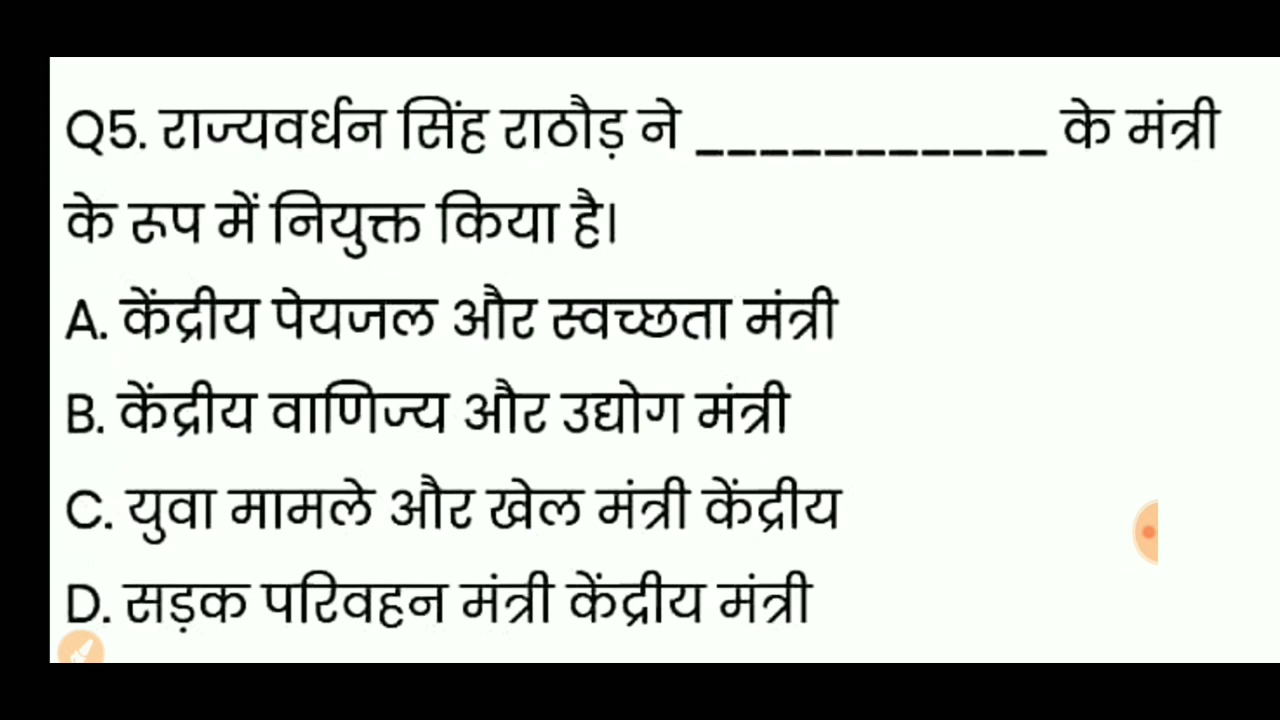 Q5. राज्यवर्धन सिंह राठौड़ ने ___________ के मंत्री
के रूप में नियुक्त किया है।
A. केंद्रीय पेयजल और स्वच्छता मंत्री
B. केंद्रीय वाणिज्य और उद्योग मंत्री
C. युवा मामले और खेल मंत्री केंद्रीय
D. सड़क परिवहन मंत्री केंद्रीय मंत्री